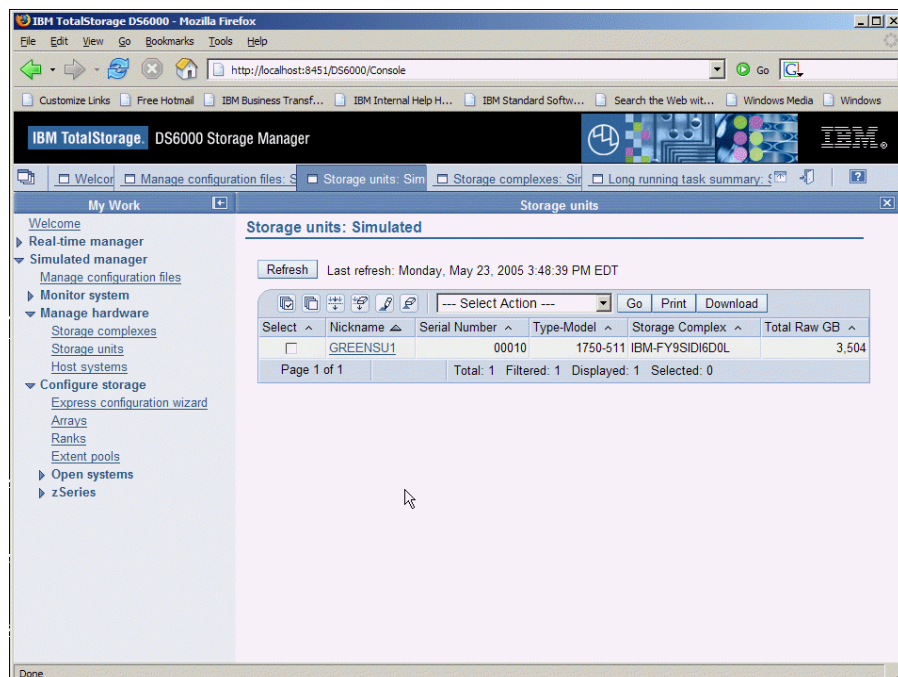 IBM TotalStorage DS6000 - Mozilla Firefox
File Edit View Go Bookmarks Tools Help
http://localhost:8451/DS6000/Console
Go
G
Customize Links Free Hotmail IBM Business Transf... IBM Internal Help H... IBM Standard Softw... Search the Web wit... Windows Media Windows
IBM TotalStorage. DS6000 Storage Manager
IBM
Welcor Manage configuration files: S Storage units: Sim Storage complexes: Sir Long running task summary: S ?
My Work
Storage units
Welcome
Real-time manager
Simulated manager
Manage configuration files
Monitor system
Manage hardware
Storage complexes
Storage units
Host systems
Configure storage
Express configuration wizard
Arrays
Ranks
Extent pools
Open systems
zSeries
Storage units: Simulated
Refresh Last refresh: Monday, May 23, 2005 3:48:39 PM EDT
--- Select Action --- Go Print Download
Select Nickname Serial Number Type-Model Storage Complex Total Raw GB
GREENSU1 00010 1750-511 IBM-FY9SIDI6D0L 3,504
Page 1 of 1 Total: 1 Filtered: 1 Displayed: 1 Selected: 0
Done